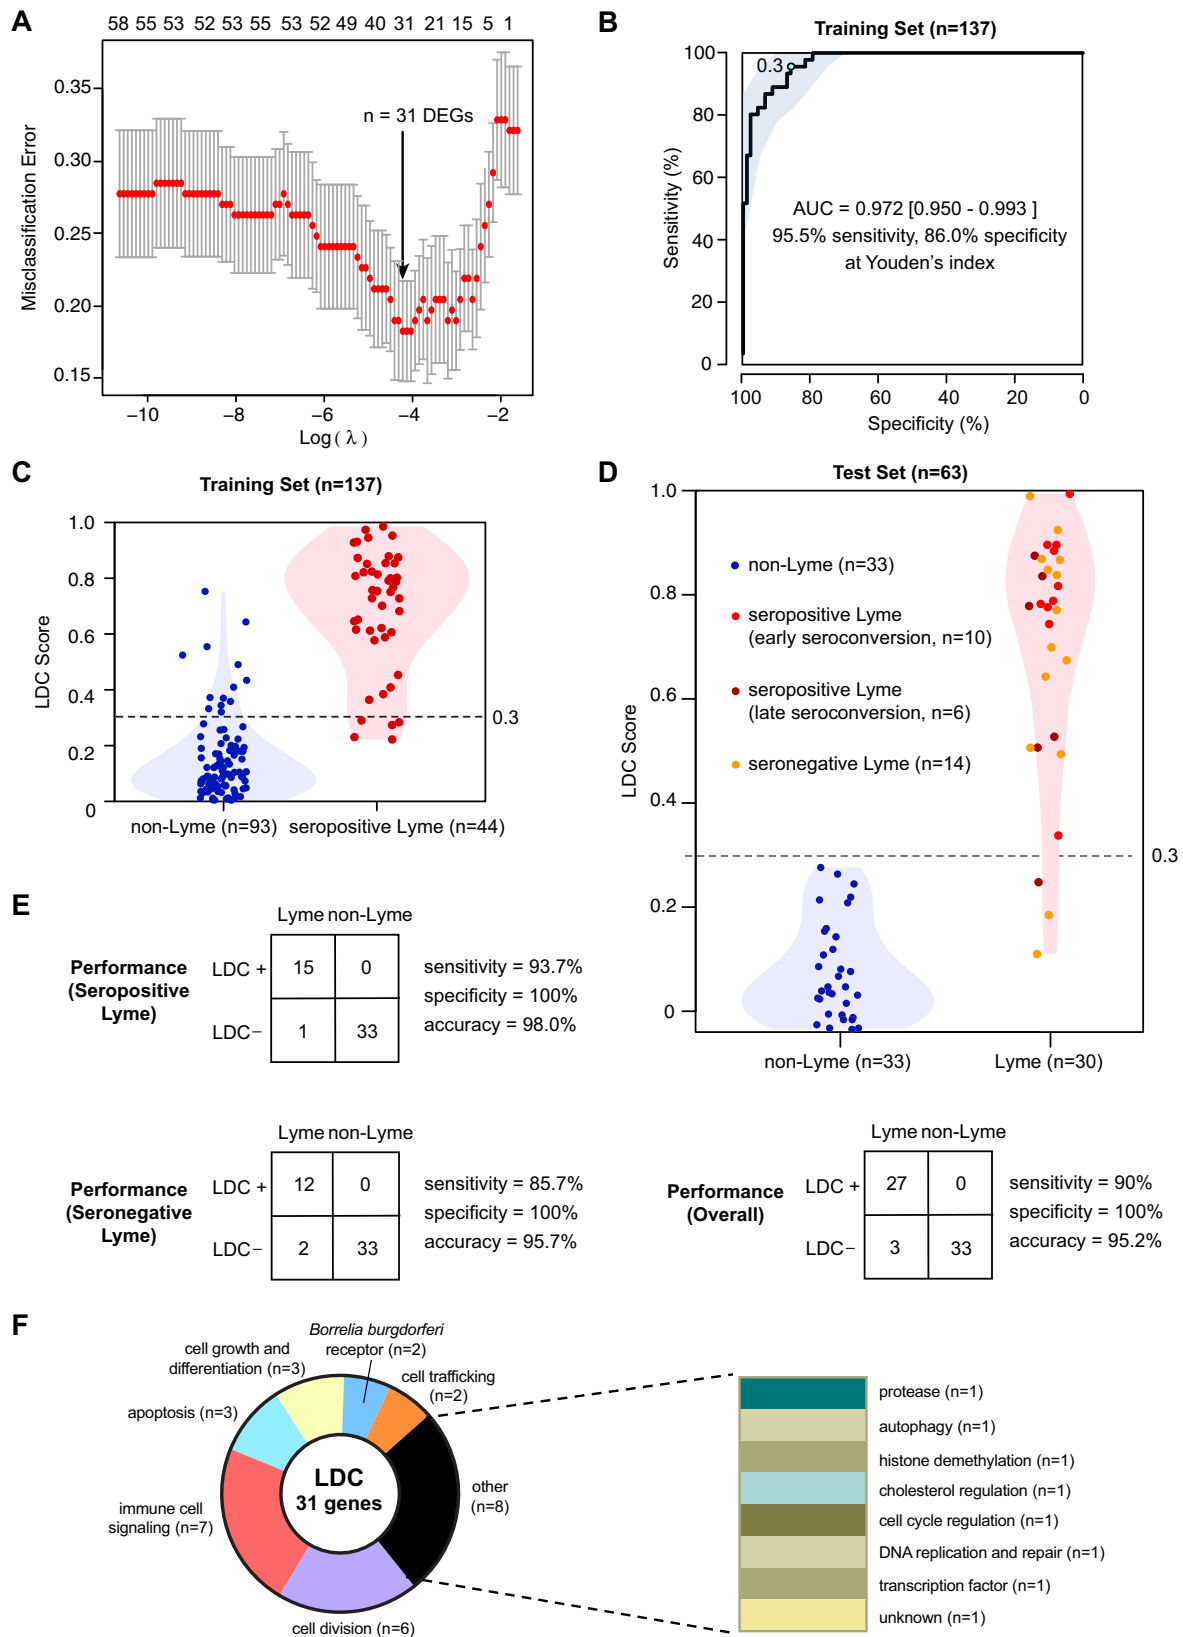 A
58 55 53 52 53 55 53 52 49 40 31 21 15 5 1
Misclassification Error
0.35
0.30
0.25
0.20
0.15
n = 31 DEGs
−10 −8 −6 −4 −2
Log( λ )
B
Training Set (n=137)
Sensitivity (%)
100
80
60
40
20
0
0.3
AUC = 0.972 [0.950 - 0.993 ]
95.5% sensitivity, 86.0% specificity
at Youden's index
100 80 60 40 20 0
Specificity (%)
C
Training Set (n=137)
LDC Score
1.0
0.8
0.6
0.4
0.2
0
0.3
non-Lyme (n=93) seropositive Lyme (n=44)
D
Test Set (n=63)
LDC Score
1.0
0.8
0.6
0.4
0.2
0
non-Lyme (n=33)
seropositive Lyme
(early seroconversion, n=10)
seropositive Lyme
(late seroconversion, n=6)
seronegative Lyme (n=14)
0.3
non-Lyme (n=33) Lyme (n=30)
E
Performance
(Seropositive
Lyme)
Lyme non-Lyme
LDC + 15 0
LDC− 1 33
sensitivity = 93.7%
specificity = 100%
accuracy = 98.0%
Performance
(Seronegative
Lyme)
Lyme non-Lyme
LDC + 12 0
LDC− 2 33
sensitivity = 85.7%
specificity = 100%
accuracy = 95.7%
Performance
(Overall)
Lyme non-Lyme
LDC + 27 0
LDC− 3 33
sensitivity = 90%
specificity = 100%
accuracy = 95.2%
F
Borrelia burgdorferi
receptor (n=2)
cell growth and
differentiation (n=3)
cell trafficking
(n=2)
apoptosis (n=3)
LDC
31 genes
other
(n=8)
immune cell
signaling (n=7)
cell division (n=6)
protease (n=1)
autophagy (n=1)
histone demethylation (n=1)
cholesterol regulation (n=1)
cell cycle regulation (n=1)
DNA replication and repair (n=1)
transcription factor (n=1)
unknown (n=1)